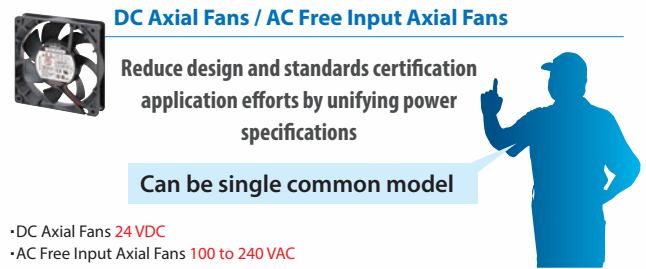 DC Axial Fans / AC Free Input Axial Fans
Reduce design and standards certification
application efforts by unifying power
specifications
Can be single common model
・DC Axial Fans 24 VDC
・AC Free Input Axial Fans 100 to 240 VAC